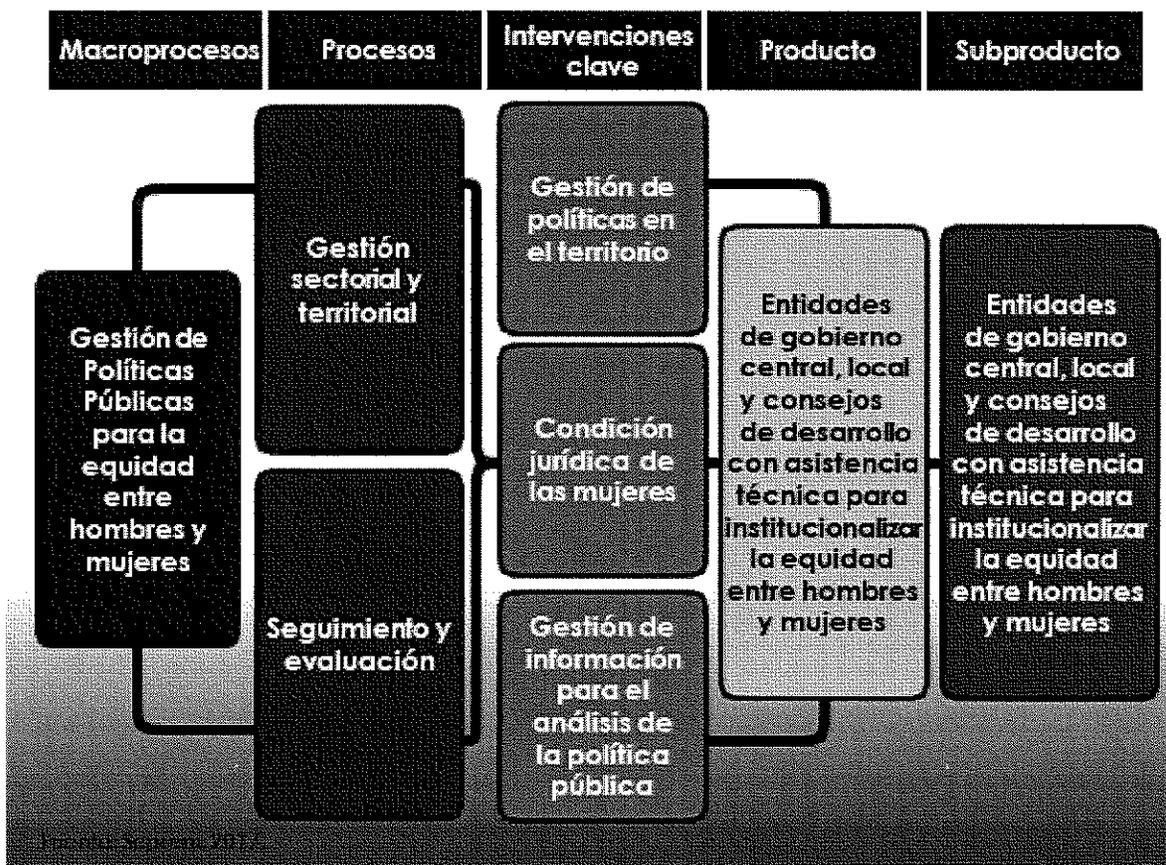 Macroprocesos
Procesos
Intervenciones
clave
Producto
Subproducto
Gestión de
Políticas
Públicas
para la
equidad
entre
hombres y
mujeres
Gestión
sectorial y
territorial
Seguimiento y
evaluación
Gestión de
políticas en
el territorio
Condición
jurídica de
las mujeres
Gestión de
información
para el
análisis de
la política
pública
Entidades
de gobierno
central, local
y consejos
de desarrollo
con asistencia
técnica para
institucionalizar
la equidad
entre hombres
y mujeres
Entidades
de gobierno
central, local
y consejos
de desarrollo
con asistencia
técnica para
institucionalizar
la equidad
entre hombres
y mujeres
Fuente: Seprem